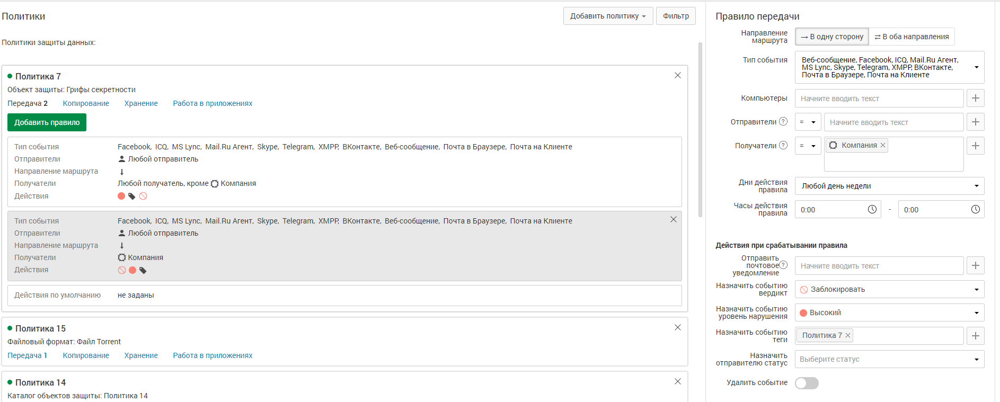 Политики
Добавить политику
Фильтр
Политики защиты данных:
Политика 7
Объект защиты: Грифы секретности
Передача 2 Копирование Хранение Работа в приложениях
Добавить правило
Тип события Facebook, ICQ, MS Lync, Mail.Ru Агент, Skype, Telegram, XMPP, ВКонтакте, Веб-сообщение, Почта в Браузере, Почта на Клиенте
Отправители Любой отправитель
Направление маршрута ↓
Получатели Любой получатель, кроме Компания
Действия
Тип события Facebook, ICQ, MS Lync, Mail.Ru Агент, Skype, Telegram, XMPP, ВКонтакте, Веб-сообщение, Почта в Браузере, Почта на Клиенте
Отправители Любой отправитель
Направление маршрута ↓
Получатели Компания
Действия
Действия по умолчанию не заданы
Политика 15
Файловый формат: Файл Torrent
Передача 1 Копирование Хранение Работа в приложениях
Политика 14
Каталог объектов защиты: Политика 14
Правило передачи
Направление
маршрута
→ В одну сторону ⇄ В оба направления
Тип события
Веб-сообщение, Facebook, ICQ, Mail.Ru Агент,
MS Lync, Skype, Telegram, XMPP, ВКонтакте,
Почта в Браузере, Почта на Клиенте
Компьютеры Начните вводить текст +
Отправители ? = Начните вводить текст +
Получатели ? = Компания × +
Дни действия
правила
Любой день недели
Часы действия
правила
0:00 - 0:00
Действия при срабатывании правила
Отправить
почтовое
уведомление
? Начните вводить текст +
Назначить событию
вердикт
Заблокировать
Назначить событию
уровень нарушения
Высокий
Назначить событию
теги
Политика 7 × +
Назначить
отправителю статус
Выберите статус
Удалить событие